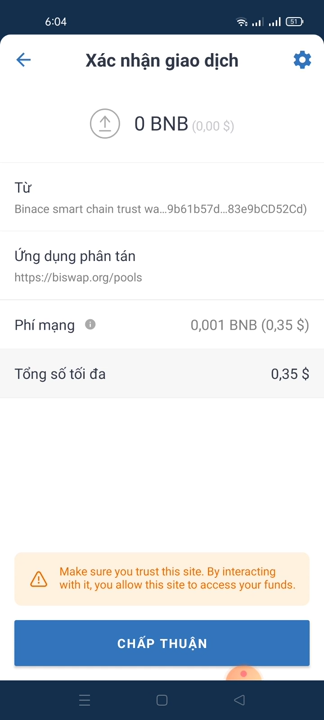 6:04
51
Xác nhận giao dịch
0 BNB (0,00 $)
Từ
Binace smart chain trust wa...9b61b57d...83e9bCD52Cd)
Ứng dụng phân tán
https://biswap.org/pools
Phí mạng 0,001 BNB (0,35 $)
Tổng số tối đa 0,35 $
Make sure you trust this site. By interacting
with it, you allow this site to access your funds.
CHẤP THUẬN